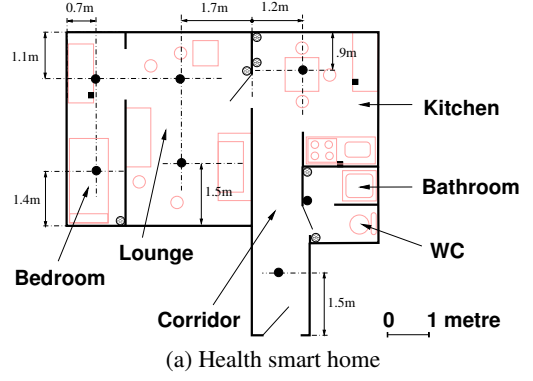 0.7m
1.7m
1.2m
1.1m
.9m
Kitchen
1.4m
1.5m
Bathroom
Lounge
WC
Bedroom
Corridor
1.5m
0 1 metre
(a) Health smart home